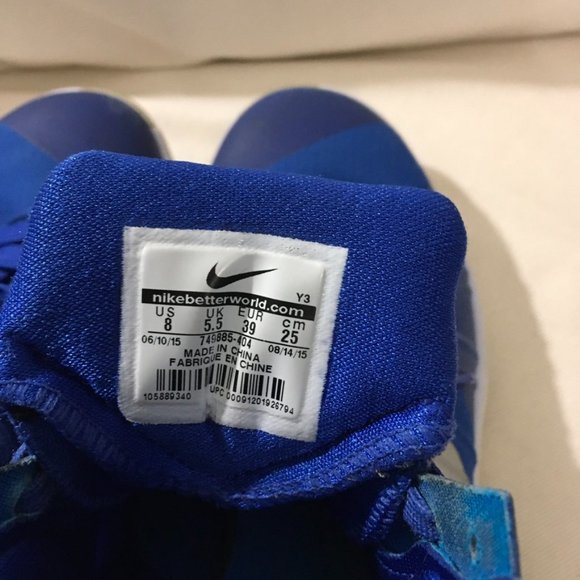 Y3
nikebetterworld.com
US UK EUR cm
8 5.5 39 25
06/10/15 749885-404 08/14/15
MADE IN CHINA
FABRIQUE EN CHINE
105889340 UPC 00091201926794